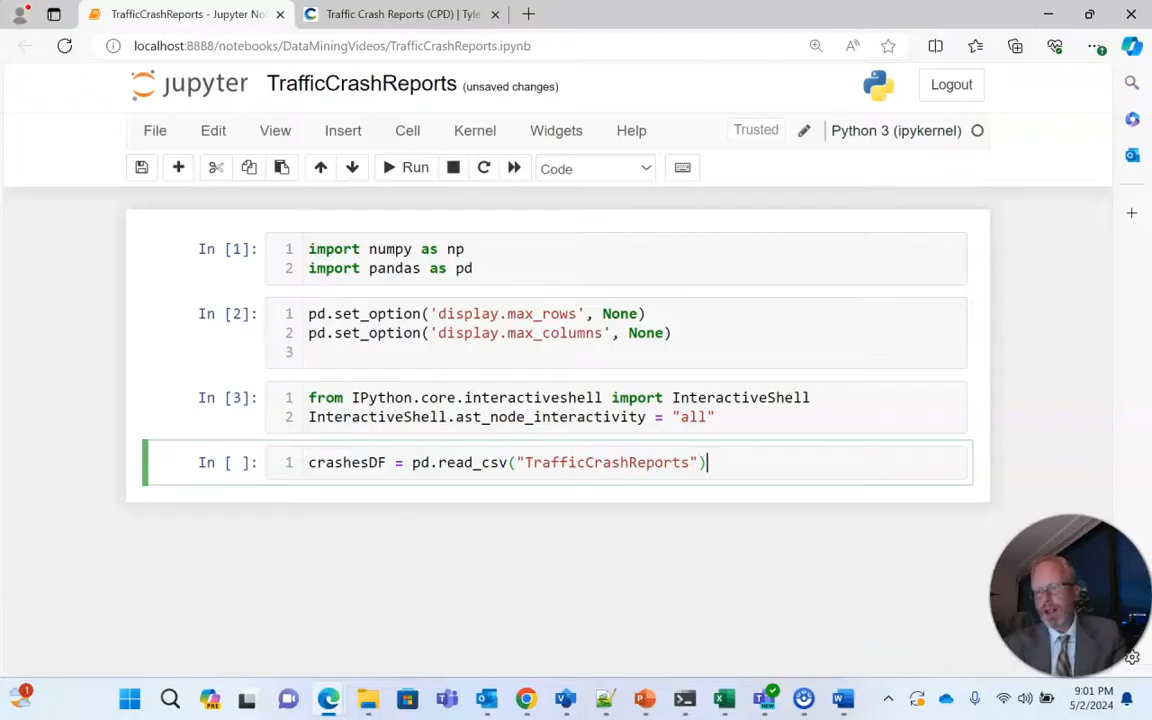 TrafficCrashReports - Jupyter No
Traffic Crash Reports (CPD) | Tyle
localhost:8888/notebooks/DataMiningVideos/TrafficCrashReports.ipynb
jupyter TrafficCrashReports (unsaved changes)
Logout
File Edit View Insert Cell Kernel Widgets Help
Trusted
Python 3 (ipykernel)
Run
Code
In [1]:
1 import numpy as np
2 import pandas as pd
In [2]:
1 pd.set_option('display.max_rows', None)
2 pd.set_option('display.max_columns', None)
3
In [3]:
1 from IPython.core.interactiveshell import InteractiveShell
2 InteractiveShell.ast_node_interactivity = "all"
In [ ]:
1 crashesDF = pd.read_csv("TrafficCrashReports")
1
PRE
NEW
9:01 PM
5/2/2024